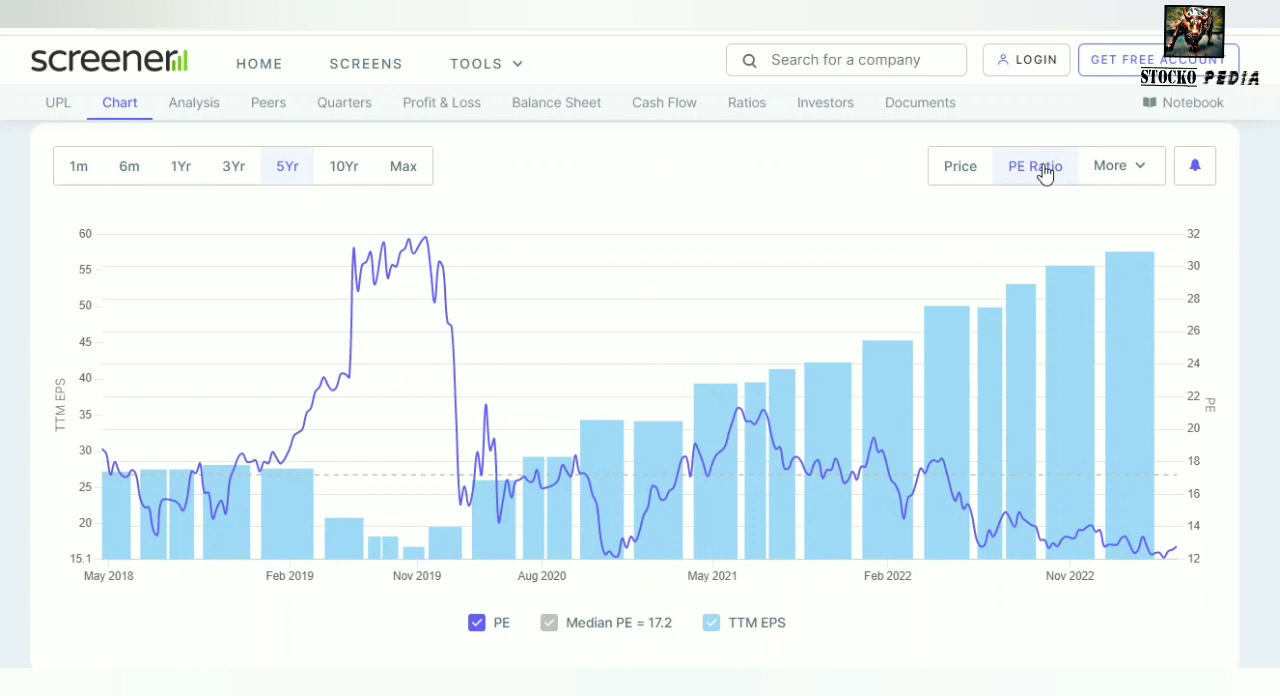 screener
HOME SCREENS TOOLS
Search for a company
LOGIN
GET FREE ACCOUNT
STOCKO PEDIA
UPL Chart Analysis Peers Quarters Profit & Loss Balance Sheet Cash Flow Ratios Investors Documents Notebook
1m 6m 1Yr 3Yr 5Yr 10Yr Max
Price PE Ratio More
60 32
55 30
50 28
45 26
40 24
35 22
30 20
25 18
20 16
15.1 14
12
TTM EPS
PE
May 2018 Feb 2019 Nov 2019 Aug 2020 May 2021 Feb 2022 Nov 2022
PE Median PE = 17.2 TTM EPS